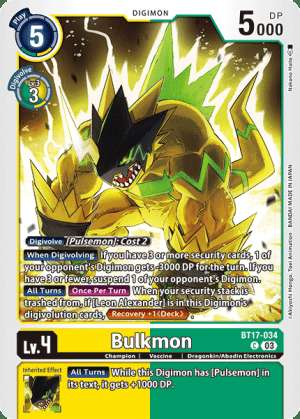 DIGIMON
Play
5
5000
DP
Digivolve
Lv.3
3
Digivolve [Pulsemon]: Cost 2
When Digivolving If you have 3 or more security cards, 1 of
your opponent's Digimon gets -3000 DP for the turn. If you
have 3 or fewer, suspend 1 of your opponent's Digimon.
All Turns Once Per Turn When your security stack is
trashed from, if [Leon Alexander] is in this Digimon's
digivolution cards, Recovery +1 (Deck).
BT17-034
Lv.4
Bulkmon
C 03
Champion | Vaccine | Dragonkin/Abadin Electronics
Inherited Effect
All Turns While this Digimon has [Pulsemon] in
its text, it gets +1000 DP.